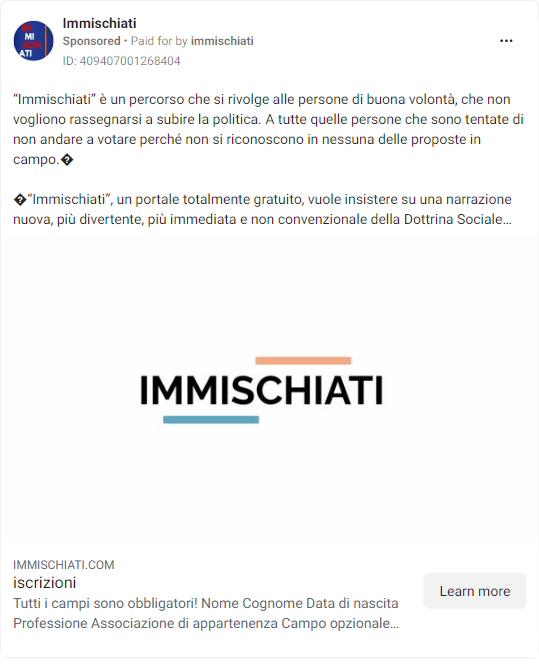 IM
MI
SCHI
ATI
Immischiati
Sponsored • Paid for by immischiati
ID: 409407001268404
“Immischiati” è un percorso che si rivolge alle persone di buona volontà, che non
vogliono rassegnarsi a subire la politica. A tutte quelle persone che sono tentate di
non andare a votare perché non si riconoscono in nessuna delle proposte in
campo.�
�“Immischiati”, un portale totalmente gratuito, vuole insistere su una narrazione
nuova, più divertente, più immediata e non convenzionale della Dottrina Sociale...
IMMISCHIATI
IMMISCHIATI.COM
iscrizioni
Tutti i campi sono obbligatori! Nome Cognome Data di nascita
Professione Associazione di appartenenza Campo opzionale...
Learn more